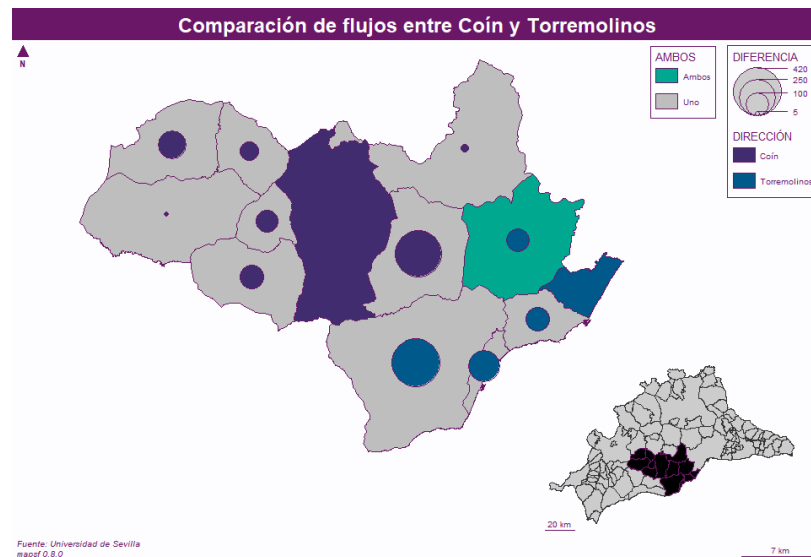 Comparación de flujos entre Coín y Torremolinos
N
AMBOS
Ambos
Uno
DIFERENCIA
420
250
100
5
DIRECCIÓN
Coín
Torremolinos
20 km
Fuente: Universidad de Sevilla
mapsf 0.8.0
7 km